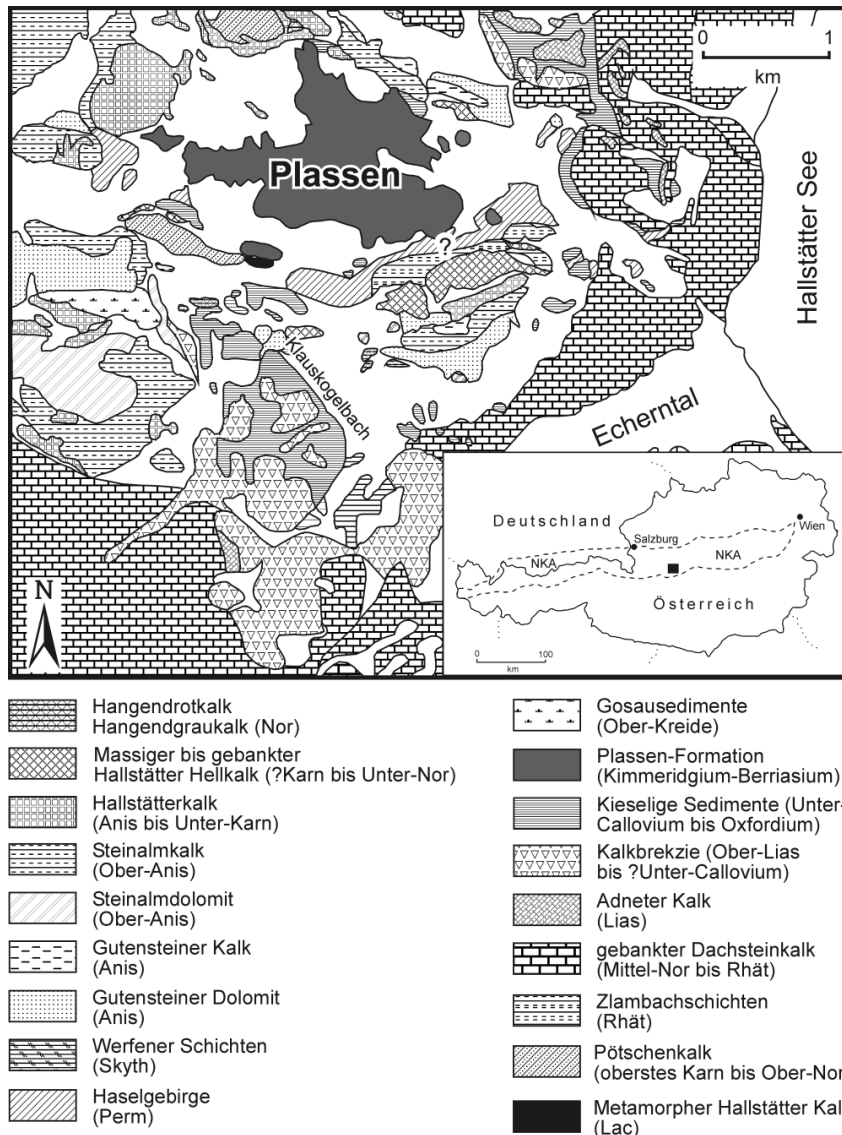 0 1
km
Plassen
?
Hallstätter See
Klauskogelbach
Echerntal
N
Deutschland
Salzburg
Wien
NKA
NKA
Österreich
0 100
km
Hangendrotkalk
Hangendgraukalk (Nor)
Massiger bis gebankter
Hallstätter Hellkalk (?Karn bis Unter-Nor)
Hallstätterkalk
(Anis bis Unter-Karn)
Steinalmkalk
(Ober-Anis)
Steinalmdolomit
(Ober-Anis)
Gutensteiner Kalk
(Anis)
Gutensteiner Dolomit
(Anis)
Werfener Schichten
(Skyth)
Haselgebirge
(Perm)
Gosausedimente
(Ober-Kreide)
Plassen-Formation
(Kimmeridgium-Berriasium)
Kieselige Sedimente (Unter-
Callovium bis Oxfordium)
Kalkbrekzie (Ober-Lias
bis ?Unter-Callovium)
Adneter Kalk
(Lias)
gebankter Dachsteinkalk
(Mittel-Nor bis Rhät)
Zlambachschichten
(Rhät)
Pötschenkalk
(oberstes Karn bis Ober-Nor
Metamorpher Hallstätter Kal
(Lac)